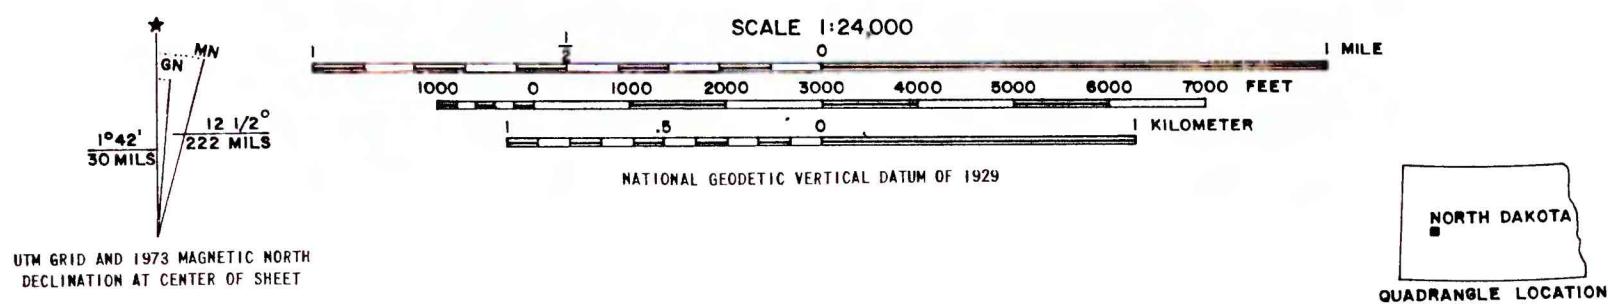 SCALE 1:24,000
1 1/2 0 1 MILE
1000 0 1000 2000 3000 4000 5000 6000 7000 FEET
1 .5 0 1 KILOMETER
NATIONAL GEODETIC VERTICAL DATUM OF 1929
★
MN
GN
1°42'
30 MILS
12 1/2°
222 MILS
UTM GRID AND 1973 MAGNETIC NORTH
DECLINATION AT CENTER OF SHEET
NORTH DAKOTA
QUADRANGLE LOCATION